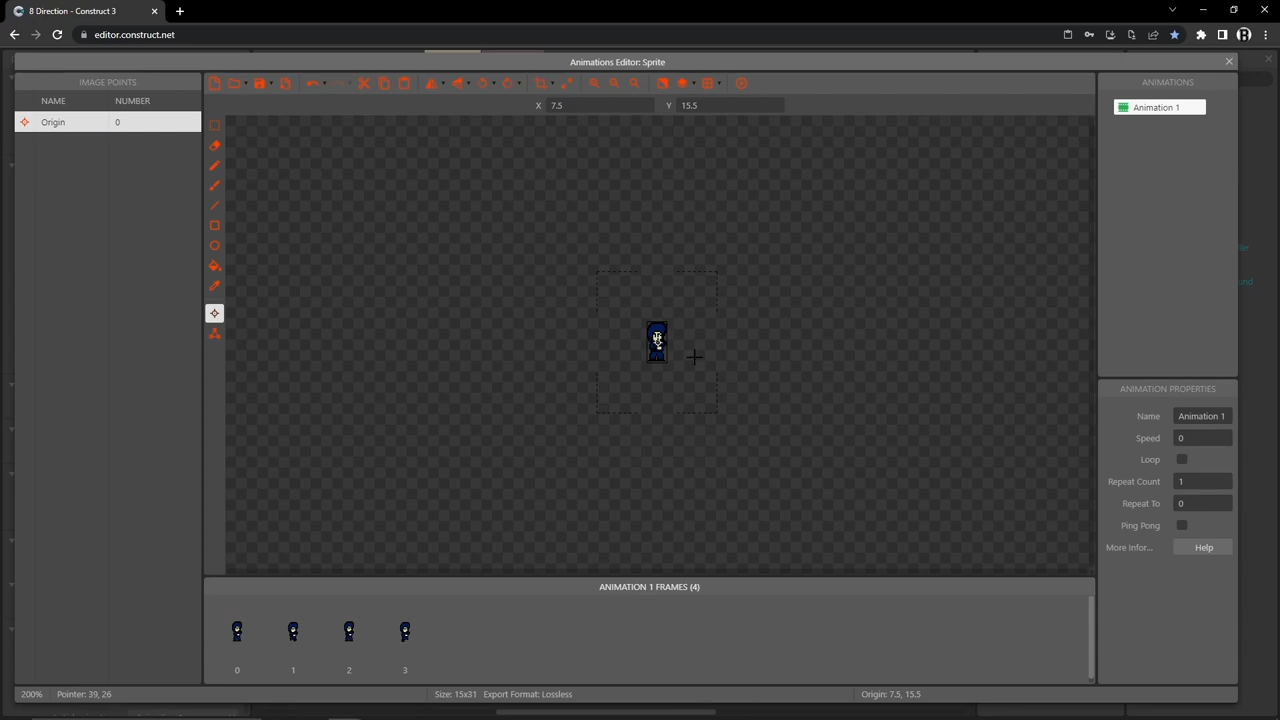 8 Direction - Construct 3
editor.construct.net
Animations Editor: Sprite
IMAGE POINTS
NAME NUMBER
Origin 0
X 7.5 Y 15.5
ANIMATIONS
Animation 1
ANIMATION PROPERTIES
Name Animation 1
Speed 0
Loop
Repeat Count 1
Repeat To 0
Ping Pong
More Infor... Help
ANIMATION 1 FRAMES (4)
0 1 2 3
200% Pointer: 39, 26 Size: 15x31 Export Format: Lossless Origin: 7.5, 15.5